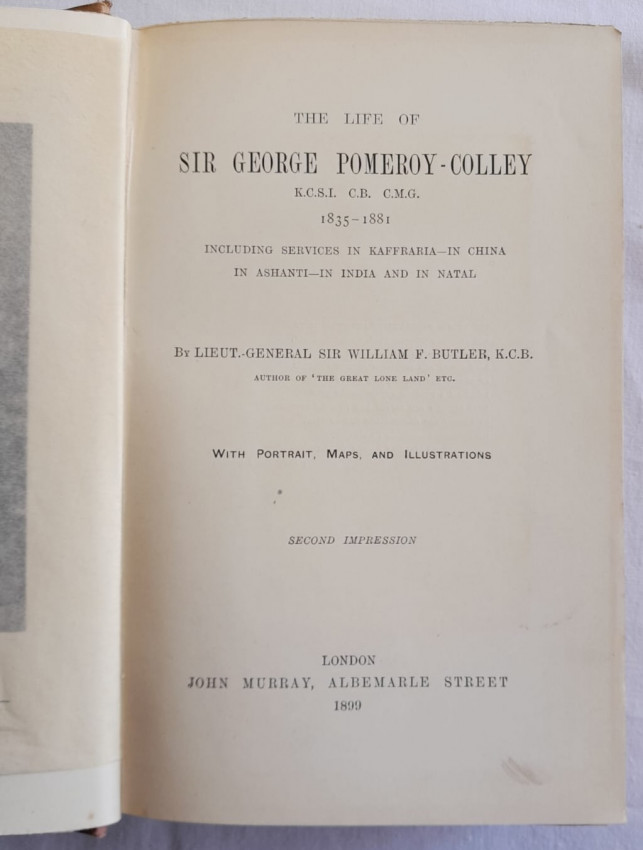 THE LIFE OF
SIR GEORGE POMEROY-COLLEY
K.C.S.I. C.B. C.M.G.
1835–1881
INCLUDING SERVICES IN KAFFRARIA—IN CHINA
IN ASHANTI—IN INDIA AND IN NATAL
By LIEUT.-GENERAL SIR WILLIAM F. BUTLER, K.C.B.
AUTHOR OF 'THE GREAT LONE LAND' ETC.
With Portrait, Maps, and Illustrations
SECOND IMPRESSION
LONDON
JOHN MURRAY, ALBEMARLE STREET
1899